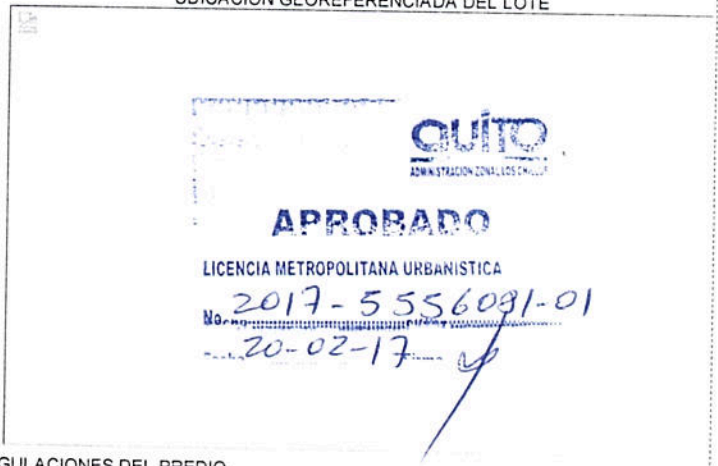 UBICACIÓN GEOREFERENCIADA DEL LOTE
QUITO
ADMINISTRACIÓN ZONAL LOS CHILLOS
APROBADO
LICENCIA METROPOLITANA URBANISTICA
No. 2017-5556091-01
20-02-17
GULACIONES DEL PREDIO